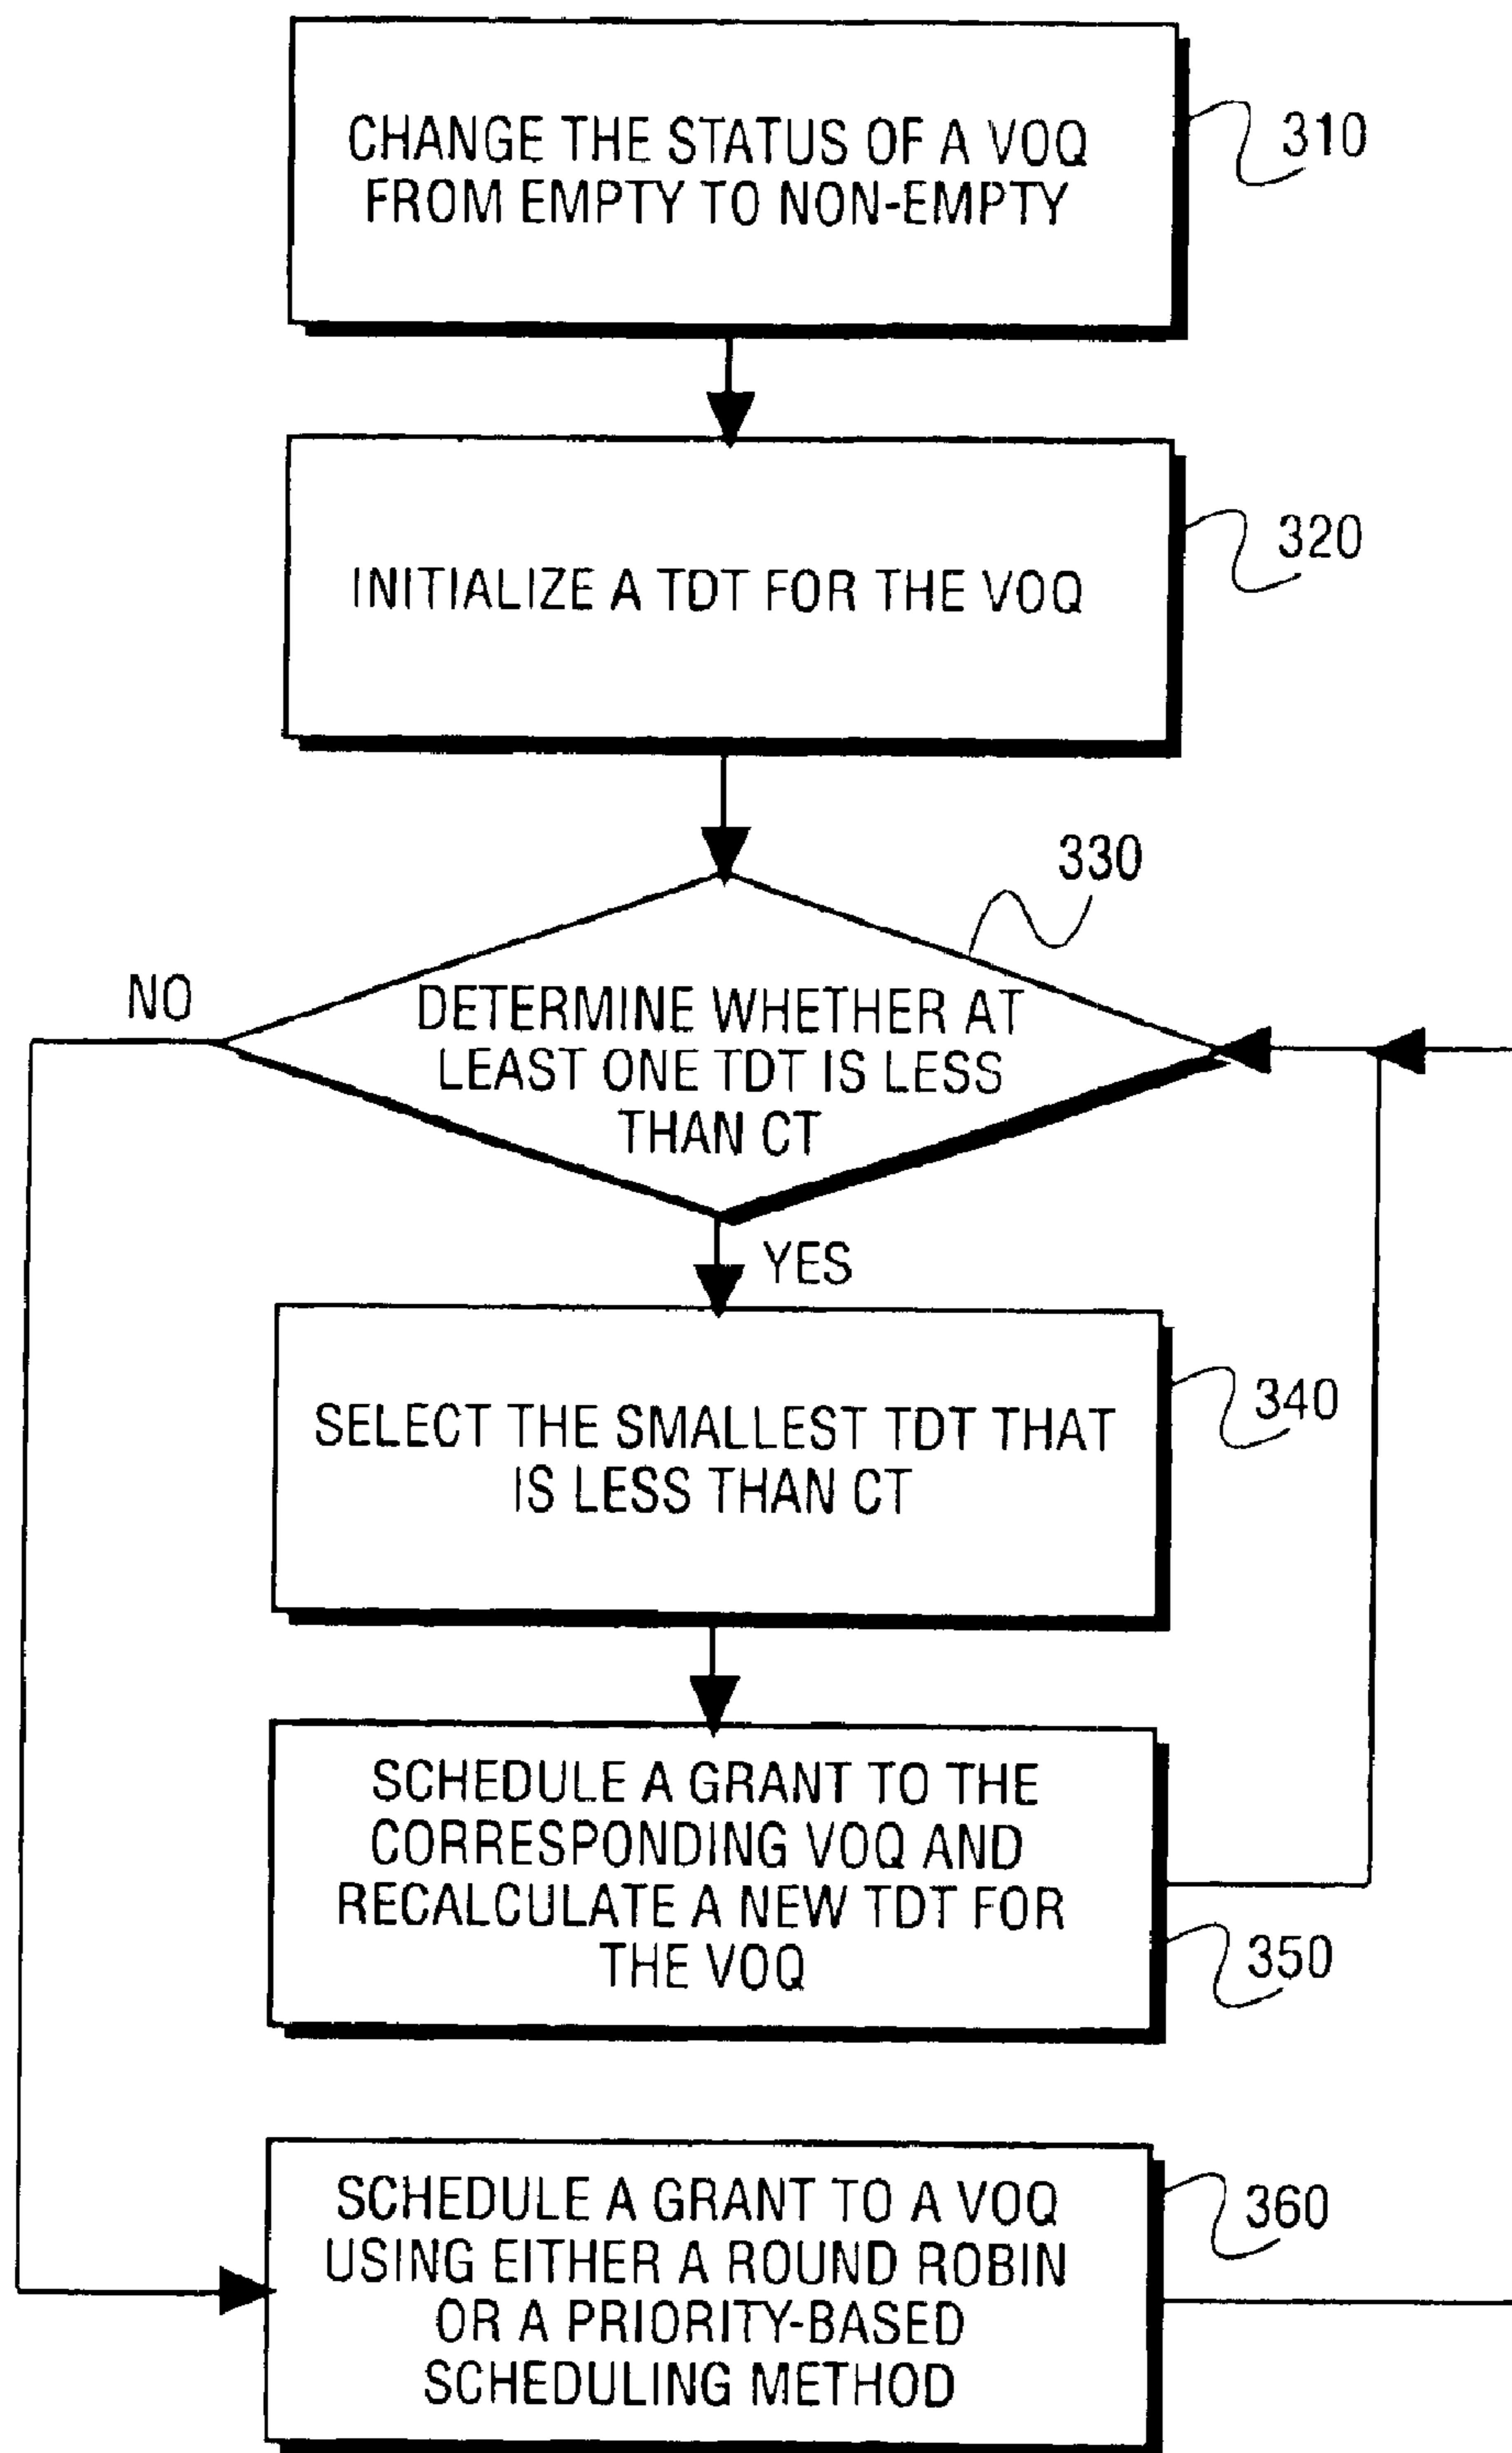 CHANGE THE STATUS OF A VOQ
FROM EMPTY TO NON-EMPTY
310
INITIALIZE A TDT FOR THE VOQ
320
330
NO
DETERMINE WHETHER AT
LEAST ONE TDT IS LESS
THAN CT
YES
SELECT THE SMALLEST TDT THAT
IS LESS THAN CT
340
SCHEDULE A GRANT TO THE
CORRESPONDING VOQ AND
RECALCULATE A NEW TDT FOR
THE VOQ
350
SCHEDULE A GRANT TO A VOQ
USING EITHER A ROUND ROBIN
OR A PRIORITY-BASED
SCHEDULING METHOD
360